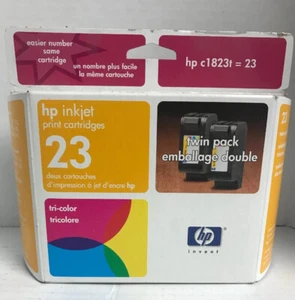 easier number
same cartridge
un nombre plus facile
la même cartouche
hp c1823t = 23
hp inkjet
print cartridges
23
deux cartouches
d'impression à jet d'encre hp
twin pack
emballage double
tri-color
tricolore
hp
invent